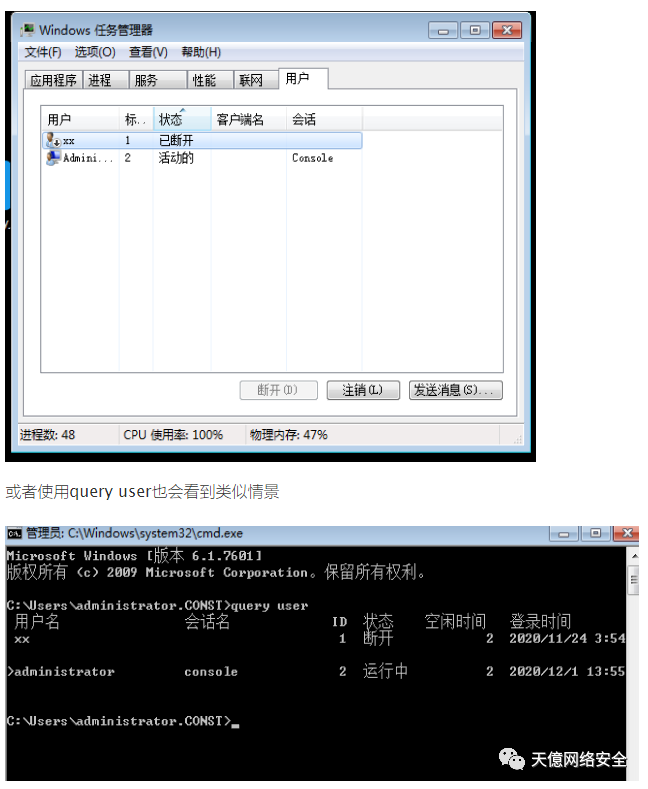 Windows 任务管理器
文件(F) 选项(O) 查看(V) 帮助(H)
应用程序 进程 服务 性能 联网 用户
用户 标.. 状态 客户端名 会话
xx 1 已断开
Admini... 2 活动的 Console
断开(D) 注销(L) 发送消息(S)...
进程数: 48 CPU 使用率: 100% 物理内存: 47%
或者使用query user也会看到类似情景
管理员: C:\Windows\system32\cmd.exe
Microsoft Windows [版本 6.1.7601]
版权所有 (c) 2009 Microsoft Corporation。保留所有权利。
C:\Users\administrator.CONST>query user
用户名 会话名 ID 状态 空闲时间 登录时间
xx 1 断开 2 2020/11/24 3:54
>administrator console 2 运行中 2 2020/12/1 13:55
C:\Users\administrator.CONST>_
天億网络安全